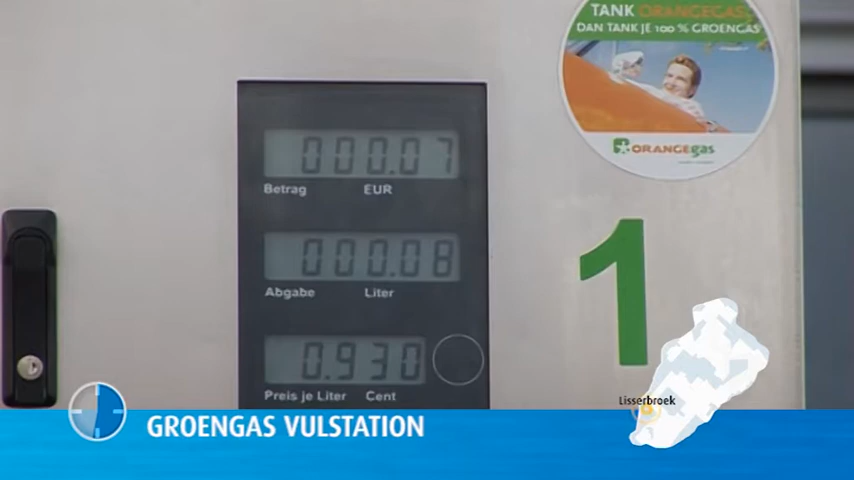 TANK ORANGEGAS
DAN TANK JE 100 % GROENGAS
ORANGEgas
000.07
Betrag EUR
000.08
Abgabe Liter
0.930
Preis je Liter Cent
1
Lisserbroek
GROENGAS VULSTATION